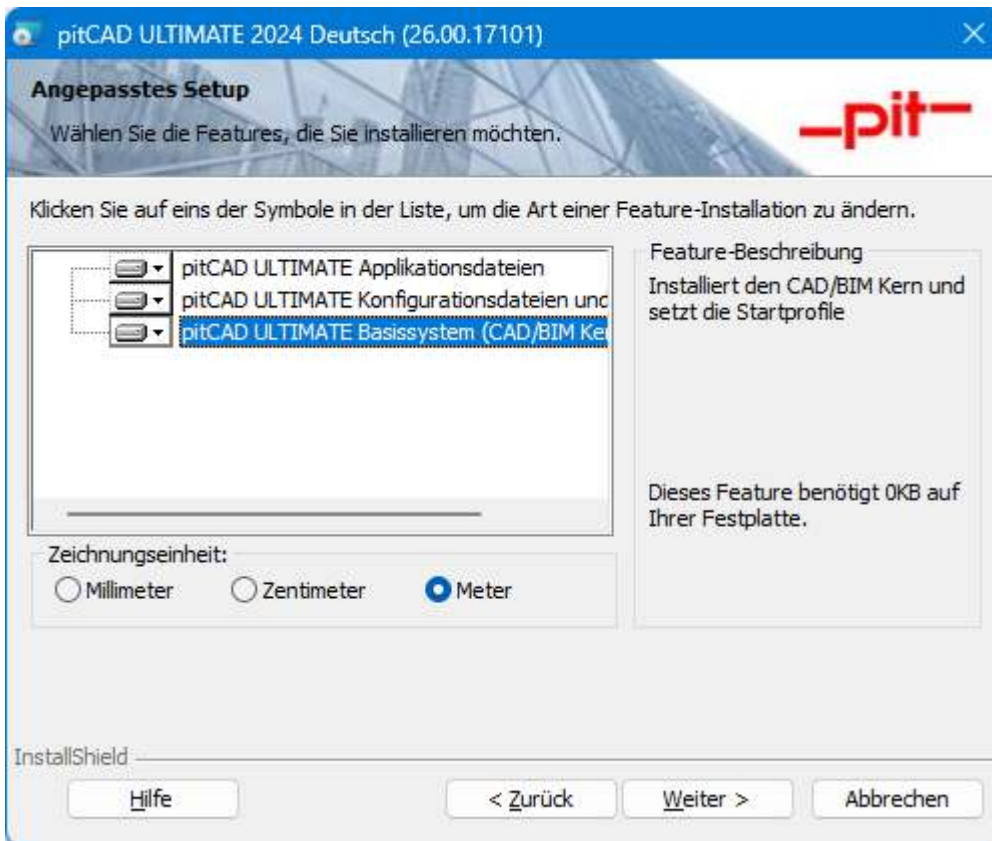 pitCAD ULTIMATE 2024 Deutsch (26.00.17101)
Angepasstes Setup
Wählen Sie die Features, die Sie installieren möchten.
pit
Klicken Sie auf eins der Symbole in der Liste, um die Art einer Feature-Installation zu ändern.
pitCAD ULTIMATE Applikationsdateien
pitCAD ULTIMATE Konfigurationsdateien und
pitCAD ULTIMATE Basissystem (CAD/BIM Ke
Feature-Beschreibung
Installiert den CAD/BIM Kern und
setzt die Startprofile
Dieses Feature benötigt 0KB auf
Ihrer Festplatte.
Zeichnungseinheit:
Millimeter Zentimeter Meter
InstallShield
Hilfe < Zurück Weiter > Abbrechen